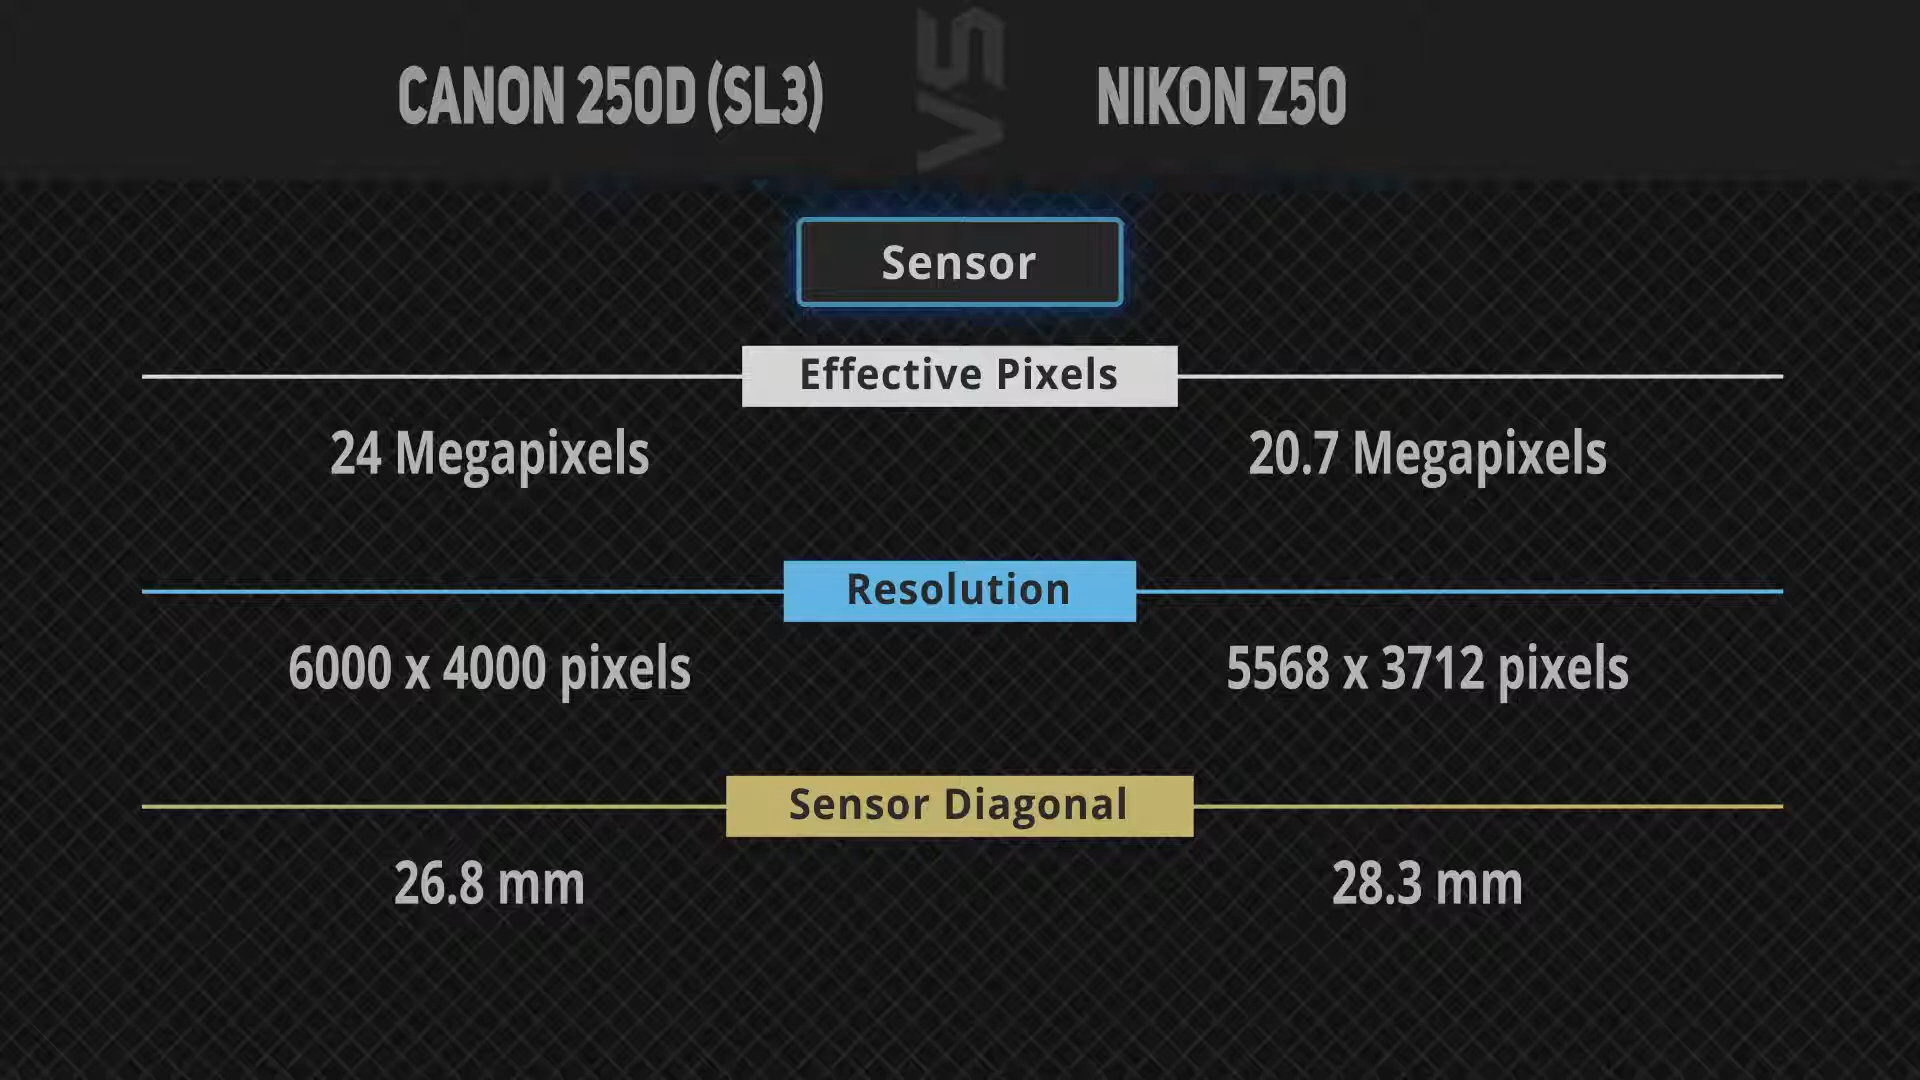 CANON 250D (SL3)
VS
NIKON Z50
Sensor
Effective Pixels
24 Megapixels
20.7 Megapixels
Resolution
6000 x 4000 pixels
5568 x 3712 pixels
Sensor Diagonal
26.8 mm
28.3 mm